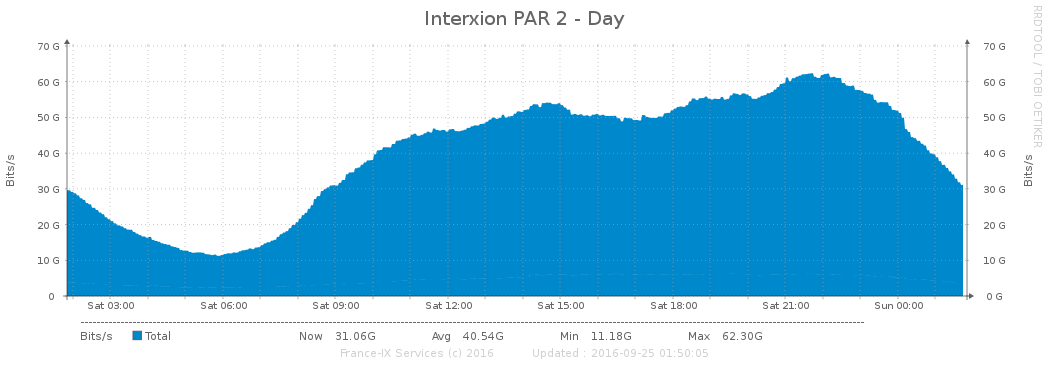 Interxion PAR 2 - Day
RRDTOOL / TOBI OETIKER
Bits/s
Bits/s
70 G 70 G
60 G 60 G
50 G 50 G
40 G 40 G
30 G 30 G
20 G 20 G
10 G 10 G
0 0 G
Sat 03:00 Sat 06:00 Sat 09:00 Sat 12:00 Sat 15:00 Sat 18:00 Sat 21:00 Sun 00:00
Bits/s Total Now 31.06G Avg 40.54G Min 11.18G Max 62.30G
France-IX Services (c) 2016 Updated : 2016-09-25 01:50:05